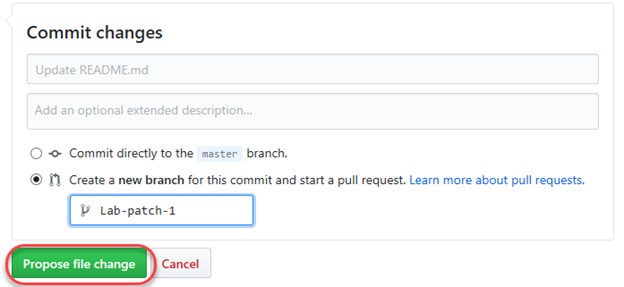 Commit changes
Update README.md
Add an optional extended description...
Commit directly to the master branch.
Create a new branch for this commit and start a pull request. Learn more about pull requests.
Lab-patch-1
Propose file change Cancel